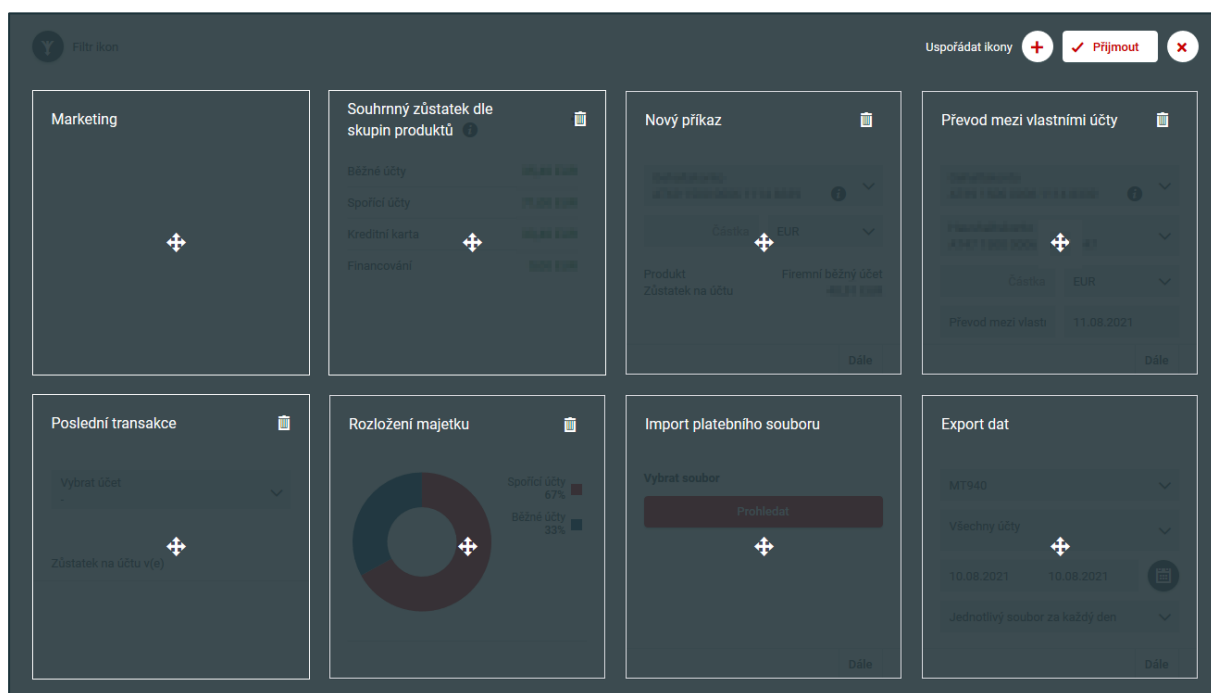 Filtr ikon
Uspořádat ikony
Přijmout
Marketing
Souhrnný zůstatek dle
skupin produktů
Běžné účty
Spořicí účty
Kreditní karta
Financování
Nový příkaz
Částka EUR
Produkt Firemní běžný účet
Zůstatek na účtu
Dále
Převod mezi vlastními účty
Částka EUR
Převod mezi vlasti 11.08.2021
Dále
Poslední transakce
Vybrat účet
-
Zůstatek na účtu v(e)
Rozložení majetku
Spořicí účty
67%
Běžné účty
33%
Import platebního souboru
Vybrat soubor
Prohledat
Dále
Export dat
MT940
Všechny účty
10.08.2021 10.08.2021
Jednotlivý soubor za každý den
Dále